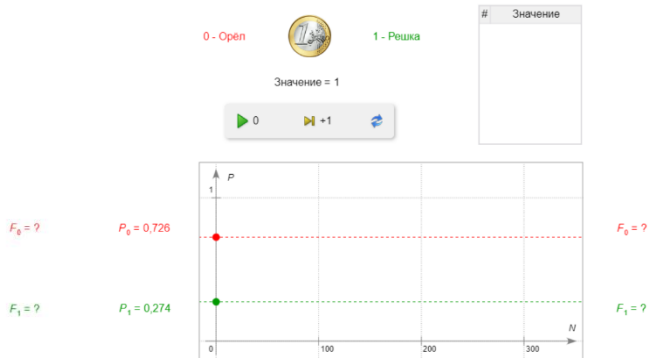 # Значение
0 - Орёл
1 - Решка
Значение = 1
0 +1
P
1
F₀ = ? P₀ = 0,726 F₀ = ?
F₁ = ? P₁ = 0,274 F₁ = ?
N
0 100 200 300